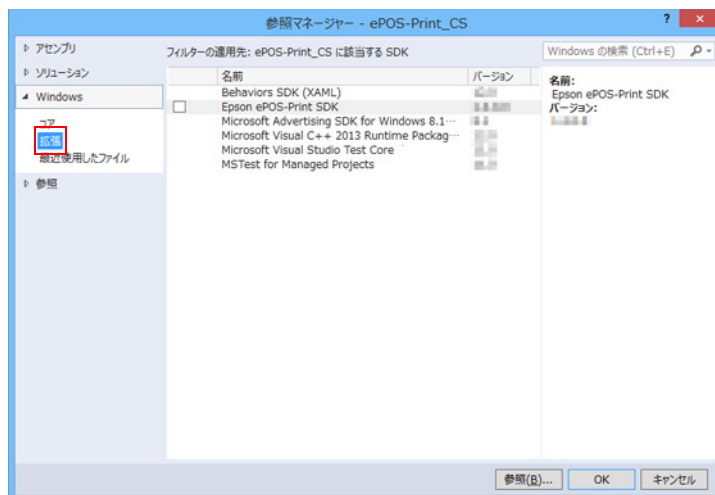 参照マネージャー - ePOS-Print_CS
?
アセンブリ
ソリューション
Windows
コア
拡張
最近使用したファイル
参照
フィルターの適用先: ePOS-Print_CS に該当する SDK
Windows の検索 (Ctrl+E)
名前 バージョン
Behaviors SDK (XAML)
Epson ePOS-Print SDK
Microsoft Advertising SDK for Windows 8.1…
Microsoft Visual C++ 2013 Runtime Packag…
Microsoft Visual Studio Test Core
MSTest for Managed Projects
名前:
Epson ePOS-Print SDK
バージョン:
参照(B)... OK キャンセル